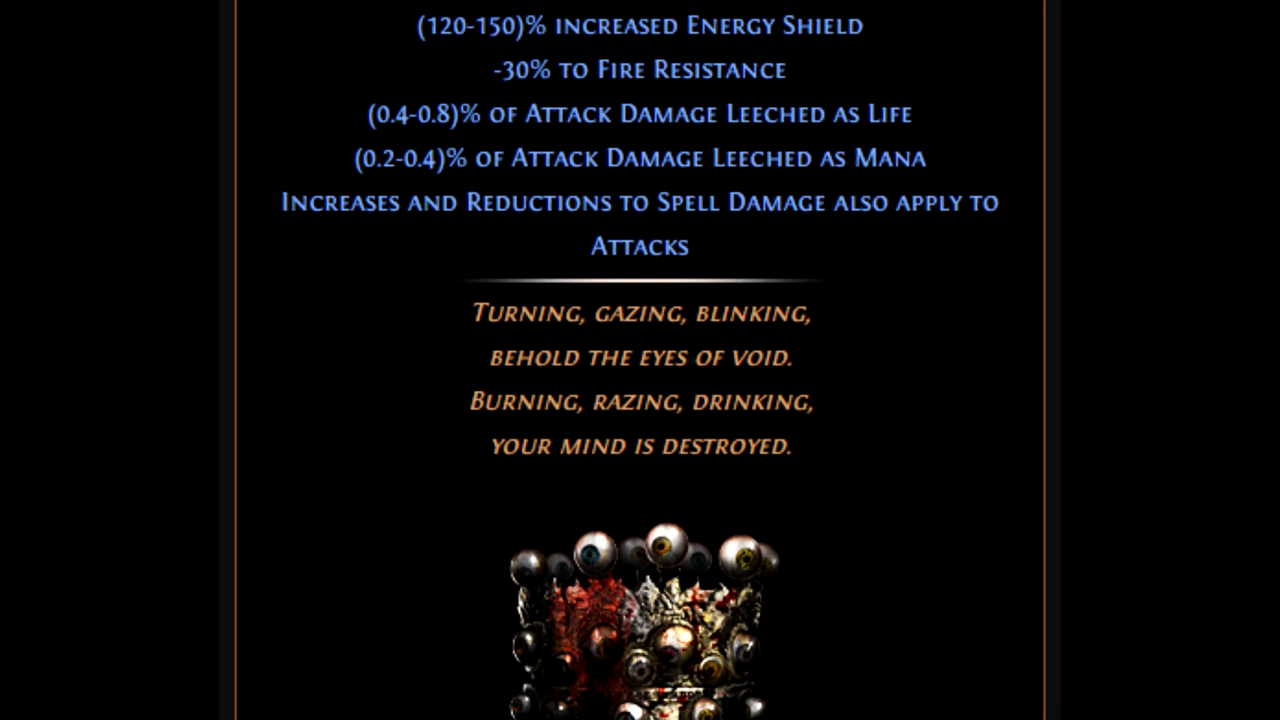 (120-150)% increased Energy Shield
-30% to Fire Resistance
(0.4-0.8)% of Attack Damage Leeched as Life
(0.2-0.4)% of Attack Damage Leeched as Mana
Increases and Reductions to Spell Damage also apply to
Attacks
Turning, gazing, blinking,
behold the eyes of void.
Burning, razing, drinking,
your mind is destroyed.